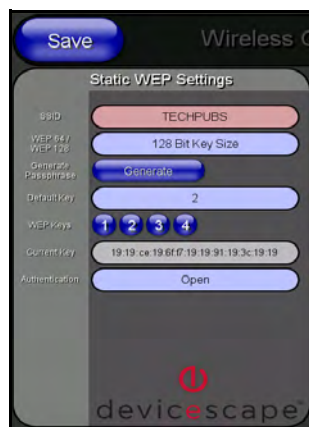 Save
Wireless
Static WEP Settings
SSID
TECHPUBS
WEP 64 /
WEP 128
128 Bit Key Size
Generate
Passphrase
Generate
Default Key
2
WEP Keys
1 2 3 4
Current Key
19:19:ce:19:6f:f7:19:19:91:19:3c:19:19
Authentication
Open
devicescape